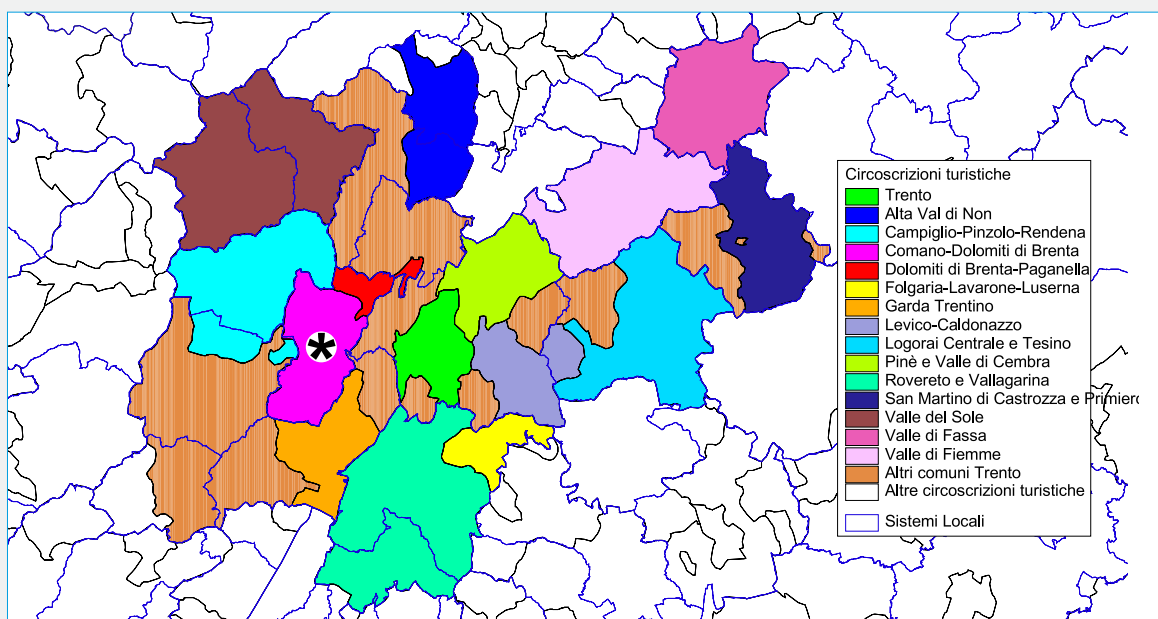 Circoscrizioni turistiche
Trento
Alta Val di Non
Campiglio-Pinzolo-Rendena
Comano-Dolomiti di Brenta
Dolomiti di Brenta-Paganella
Folgaria-Lavarone-Luserna
Garda Trentino
Levico-Caldonazzo
Logorai Centrale e Tesino
Pinè e Valle di Cembra
Rovereto e Vallagarina
San Martino di Castrozza e Primiero
Valle del Sole
Valle di Fassa
Valle di Fiemme
Altri comuni Trento
Altre circoscrizioni turistiche
Sistemi Locali
*